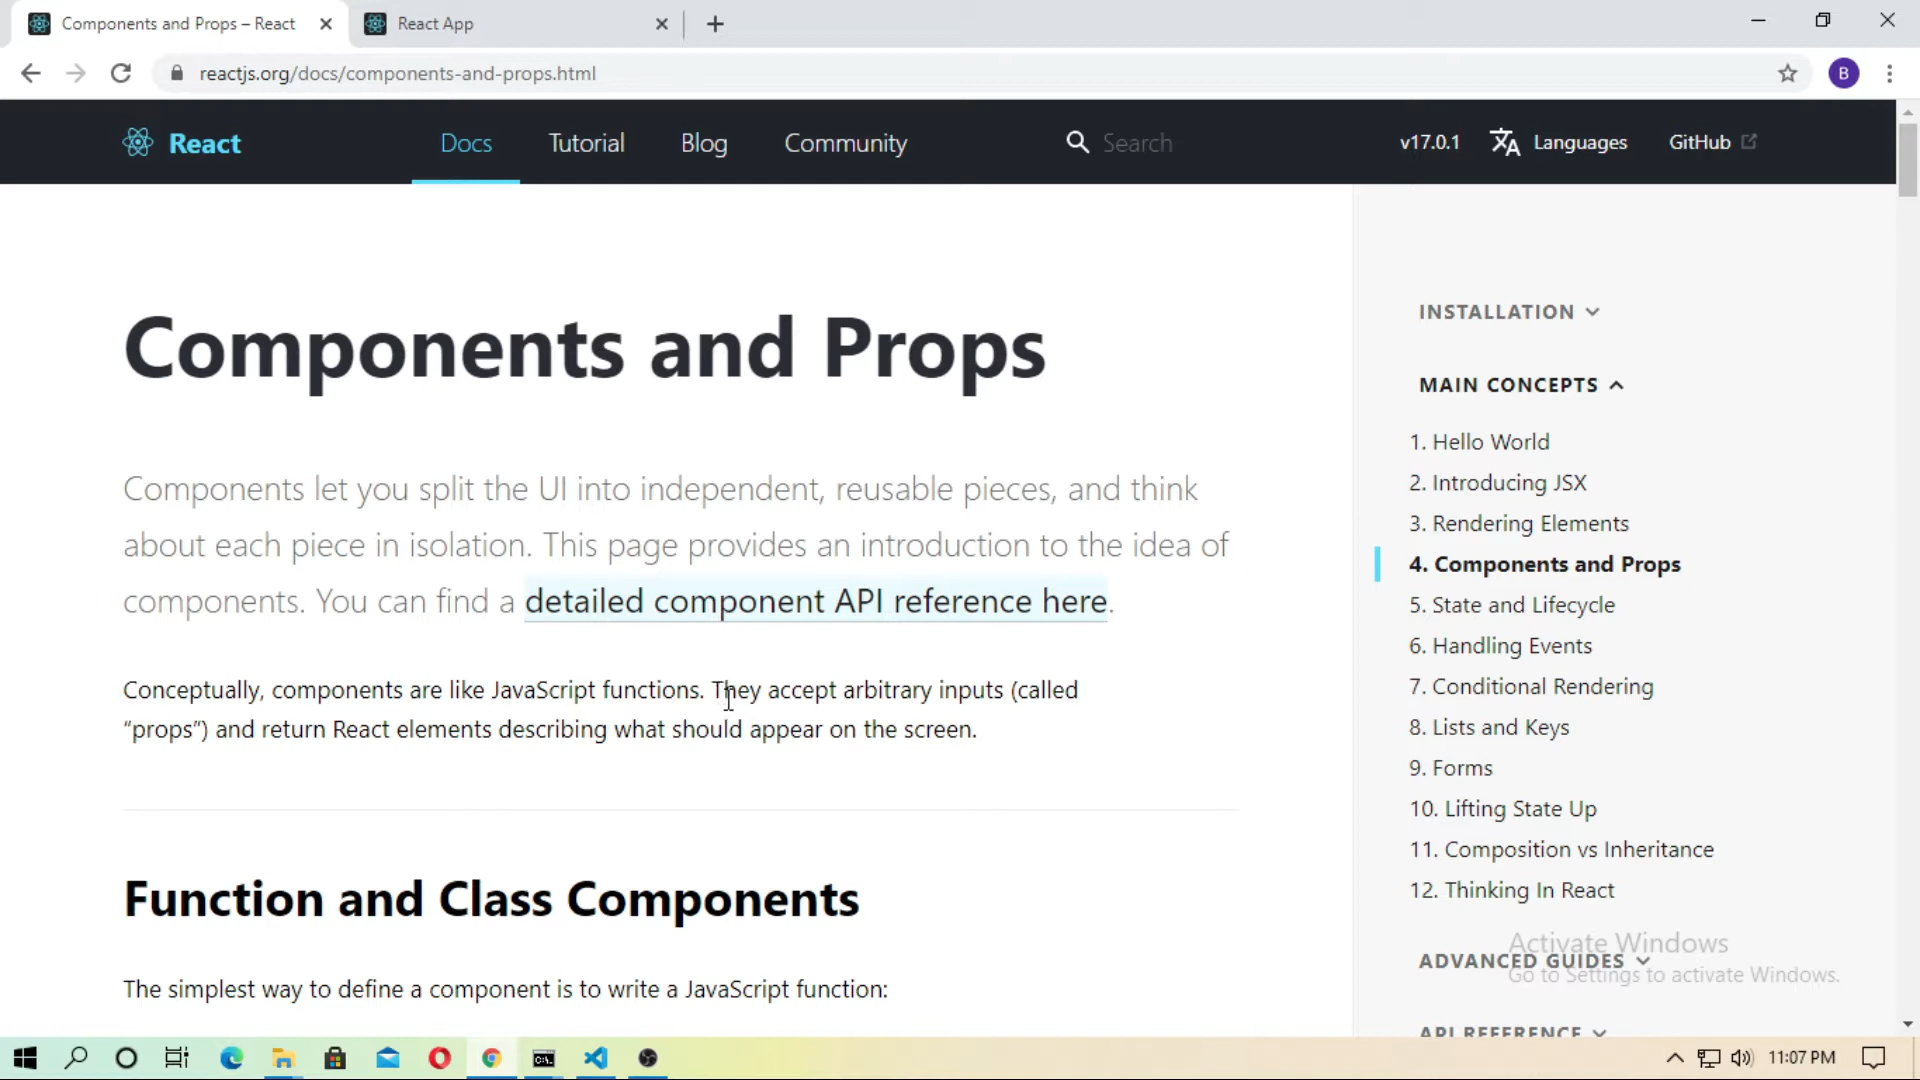 Components and Props – React
React App
reactjs.org/docs/components-and-props.html
B
React
Docs
Tutorial
Blog
Community
Search
v17.0.1
Languages
GitHub
Components and Props
Components let you split the UI into independent, reusable pieces, and think
about each piece in isolation. This page provides an introduction to the idea of
components. You can find a detailed component API reference here.
Conceptually, components are like JavaScript functions. They accept arbitrary inputs (called
“props”) and return React elements describing what should appear on the screen.
Function and Class Components
The simplest way to define a component is to write a JavaScript function:
INSTALLATION
MAIN CONCEPTS
1. Hello World
2. Introducing JSX
3. Rendering Elements
4. Components and Props
5. State and Lifecycle
6. Handling Events
7. Conditional Rendering
8. Lists and Keys
9. Forms
10. Lifting State Up
11. Composition vs Inheritance
12. Thinking In React
ADVANCED GUIDES
API REFERENCE
Activate Windows
Go to Settings to activate Windows.
11:07 PM